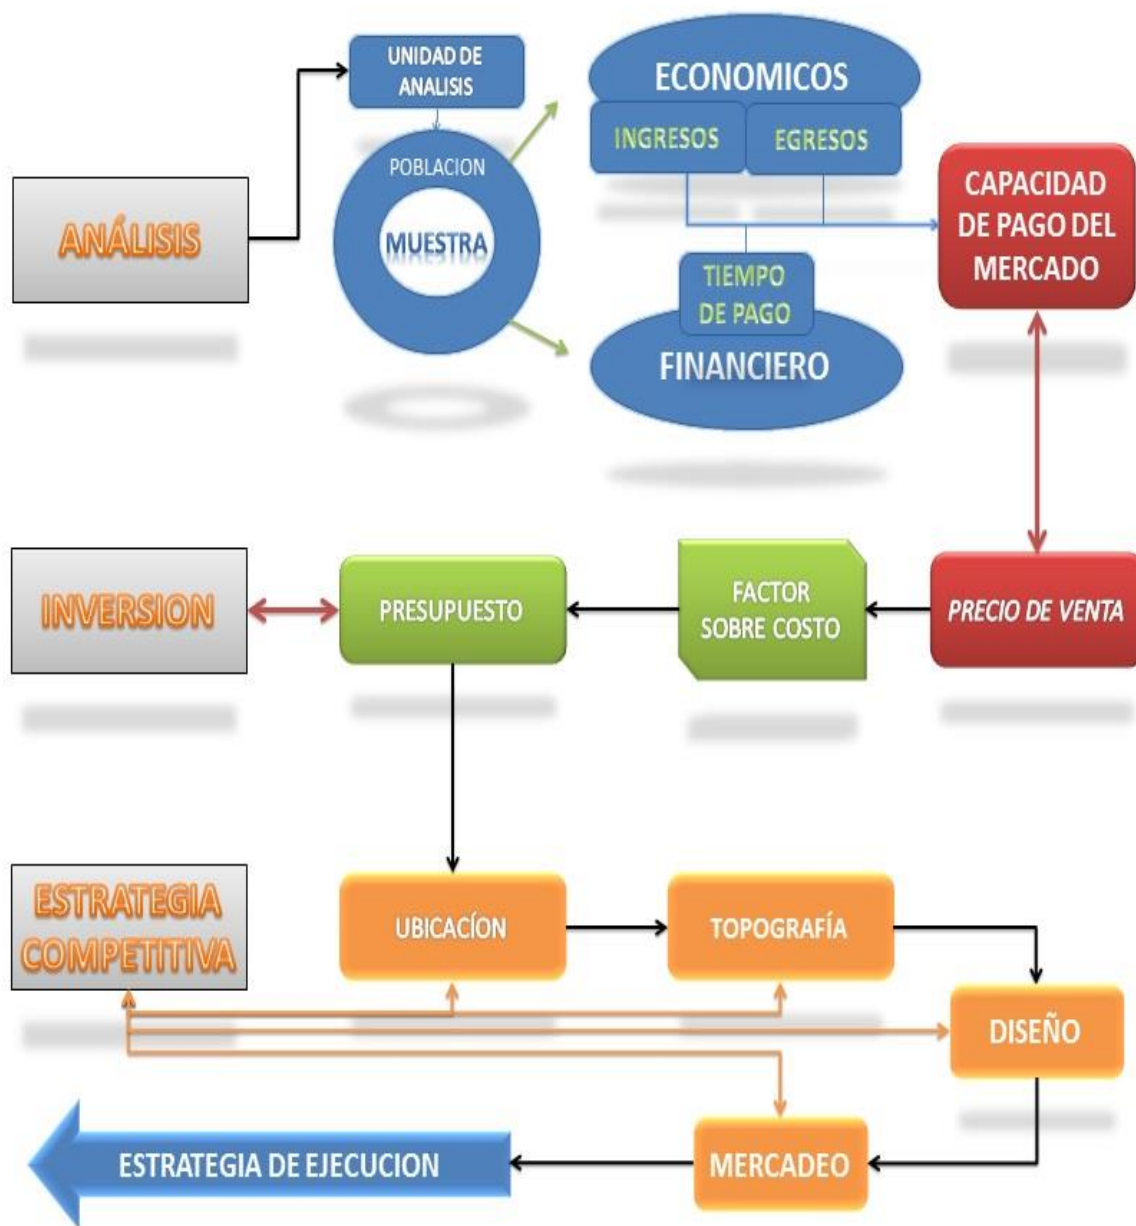 UNIDAD DE
ANALISIS
ECONOMICOS
INGRESOS
EGRESOS
POBLACION
MUESTRA
ANÁLISIS
CAPACIDAD
DE PAGO DEL
MERCADO
TIEMPO
DE PAGO
FINANCIERO
INVERSION
PRESUPUESTO
FACTOR
SOBRE COSTO
PRECIO DE VENTA
ESTRATEGIA
COMPETITIVA
UBICACÍON
TOPOGRAFÍA
DISEÑO
MERCADEO
ESTRATEGIA DE EJECUCION